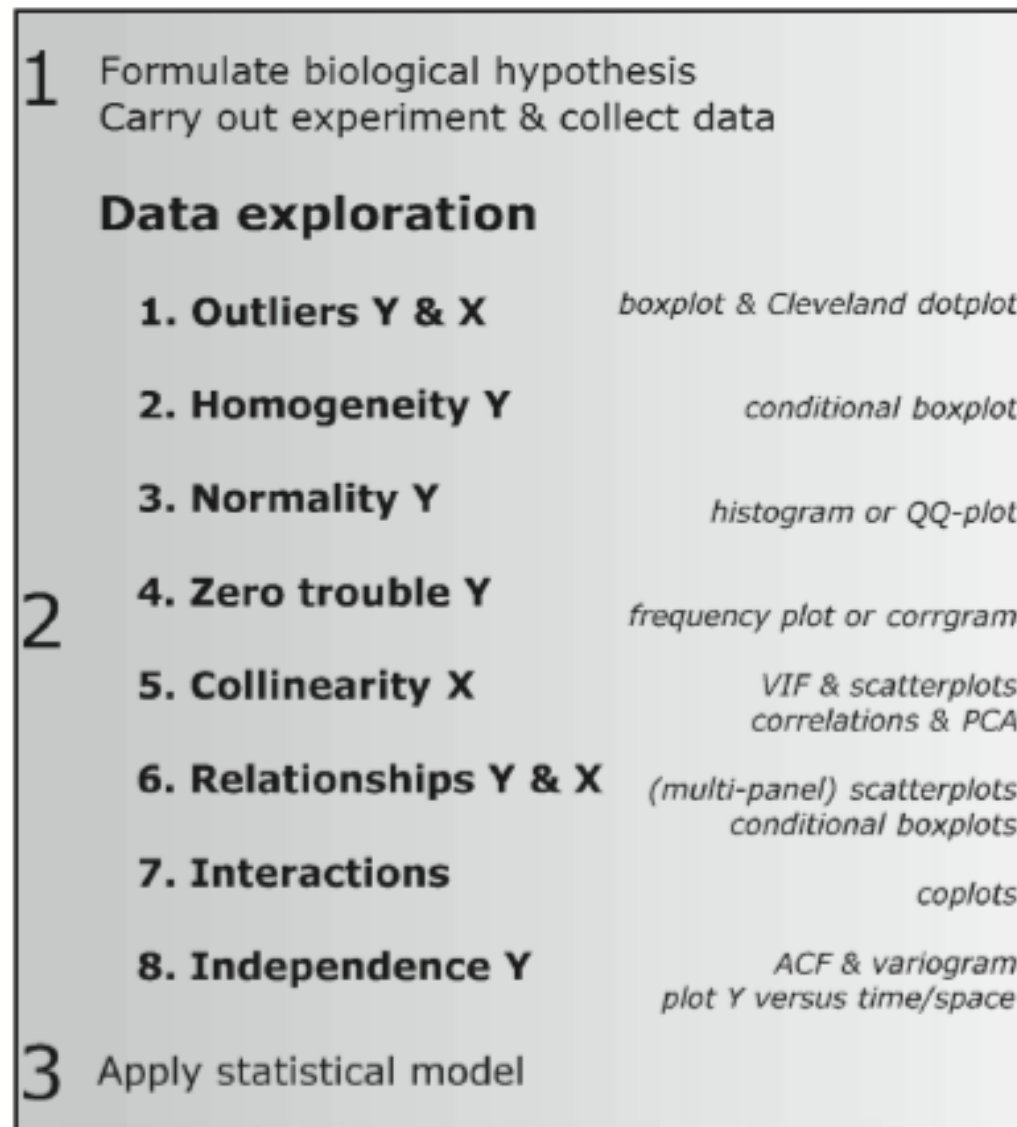 1 Formulate biological hypothesis
Carry out experiment & collect data
Data exploration
1. Outliers Y & X boxplot & Cleveland dotplot
2. Homogeneity Y conditional boxplot
3. Normality Y histogram or QQ-plot
2
4. Zero trouble Y frequency plot or corrgram
5. Collinearity X VIF & scatterplots
correlations & PCA
6. Relationships Y & X (multi-panel) scatterplots
conditional boxplots
7. Interactions coplots
8. Independence Y ACF & variogram
plot Y versus time/space
3 Apply statistical model